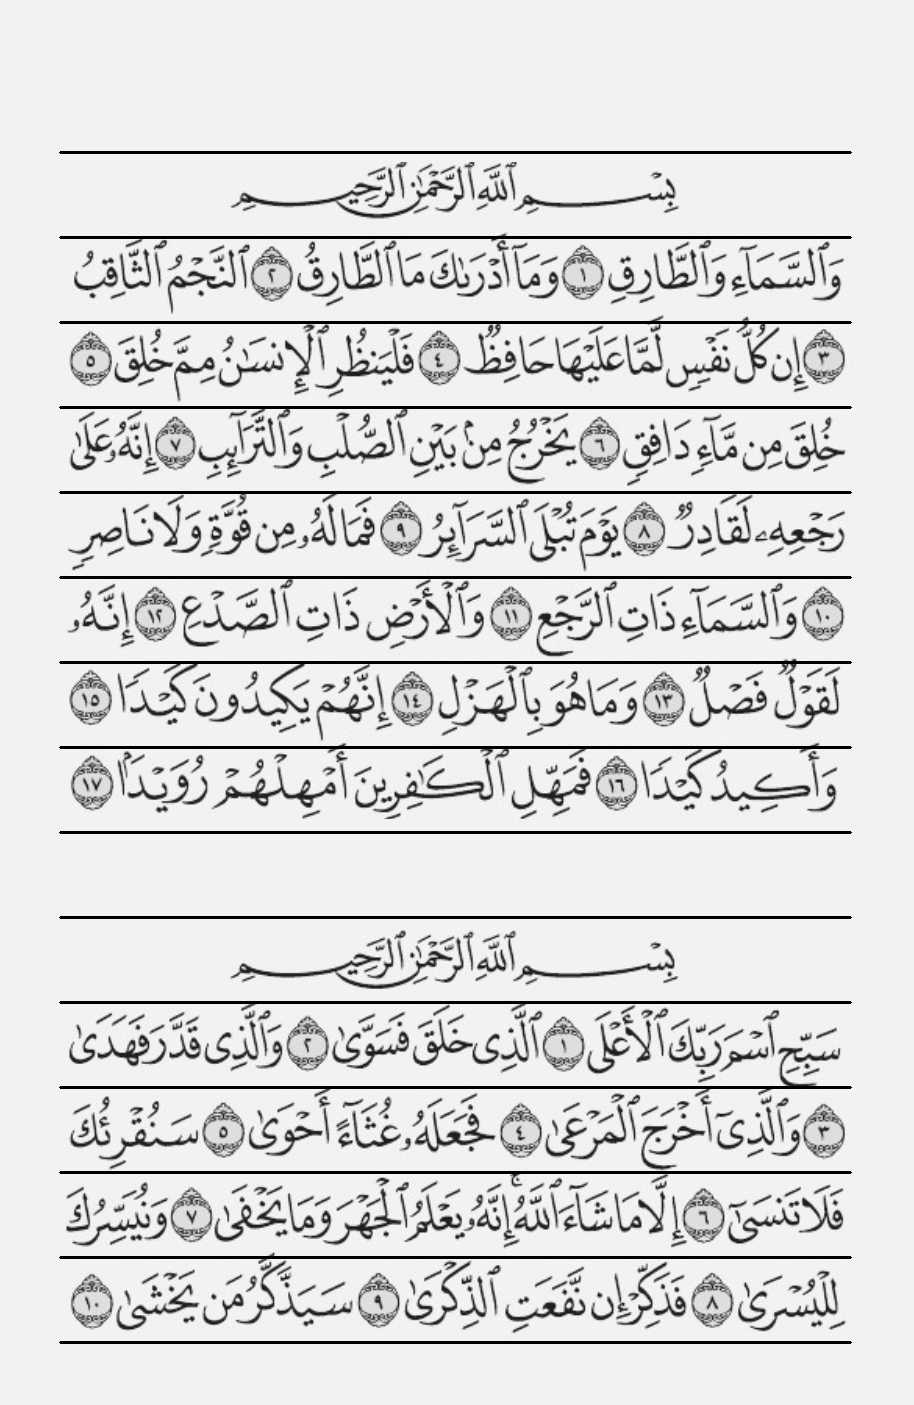 بِسْمِ ٱللَّهِ ٱلرَّحْمَٰنِ ٱلرَّحِيمِ
وَٱلسَّمَآءِ وَٱلطَّارِقِ ١ وَمَآ أَدْرَىٰكَ مَا ٱلطَّارِقُ ٢ ٱلنَّجْمُ ٱلثَّاقِبُ
٣ إِن كُلُّ نَفْسٍ لَّمَّا عَلَيْهَا حَافِظٌ ٤ فَلْيَنظُرِ ٱلْإِنسَٰنُ مِمَّ خُلِقَ ٥
خُلِقَ مِن مَّآءٍ دَافِقٍ ٦ يَخْرُجُ مِنۢ بَيْنِ ٱلصُّلْبِ وَٱلتَّرَآئِبِ ٧ إِنَّهُۥ عَلَىٰ
رَجْعِهِۦ لَقَادِرٌ ٨ يَوْمَ تُبْلَى ٱلسَّرَآئِرُ ٩ فَمَا لَهُۥ مِن قُوَّةٍ وَلَا نَاصِرٍ
١٠ وَٱلسَّمَآءِ ذَاتِ ٱلرَّجْعِ ١١ وَٱلْأَرْضِ ذَاتِ ٱلصَّدْعِ ١٢ إِنَّهُۥ
لَقَوْلٌ فَصْلٌ ١٣ وَمَا هُوَ بِٱلْهَزْلِ ١٤ إِنَّهُمْ يَكِيدُونَ كَيْدًا ١٥
وَأَكِيدُ كَيْدًا ١٦ فَمَهِّلِ ٱلْكَٰفِرِينَ أَمْهِلْهُمْ رُوَيْدًۢا ١٧
بِسْمِ ٱللَّهِ ٱلرَّحْمَٰنِ ٱلرَّحِيمِ
سَبِّحِ ٱسْمَ رَبِّكَ ٱلْأَعْلَى ١ ٱلَّذِى خَلَقَ فَسَوَّىٰ ٢ وَٱلَّذِى قَدَّرَ فَهَدَىٰ
٣ وَٱلَّذِىٓ أَخْرَجَ ٱلْمَرْعَىٰ ٤ فَجَعَلَهُۥ غُثَآءً أَحْوَىٰ ٥ سَنُقْرِئُكَ
فَلَا تَنسَىٰٓ ٦ إِلَّا مَا شَآءَ ٱللَّهُ ۚ إِنَّهُۥ يَعْلَمُ ٱلْجَهْرَ وَمَا يَخْفَىٰ ٧ وَنُيَسِّرُكَ
لِلْيُسْرَىٰ ٨ فَذَكِّرْ إِن نَّفَعَتِ ٱلذِّكْرَىٰ ٩ سَيَذَّكَّرُ مَن يَخْشَىٰ ١٠